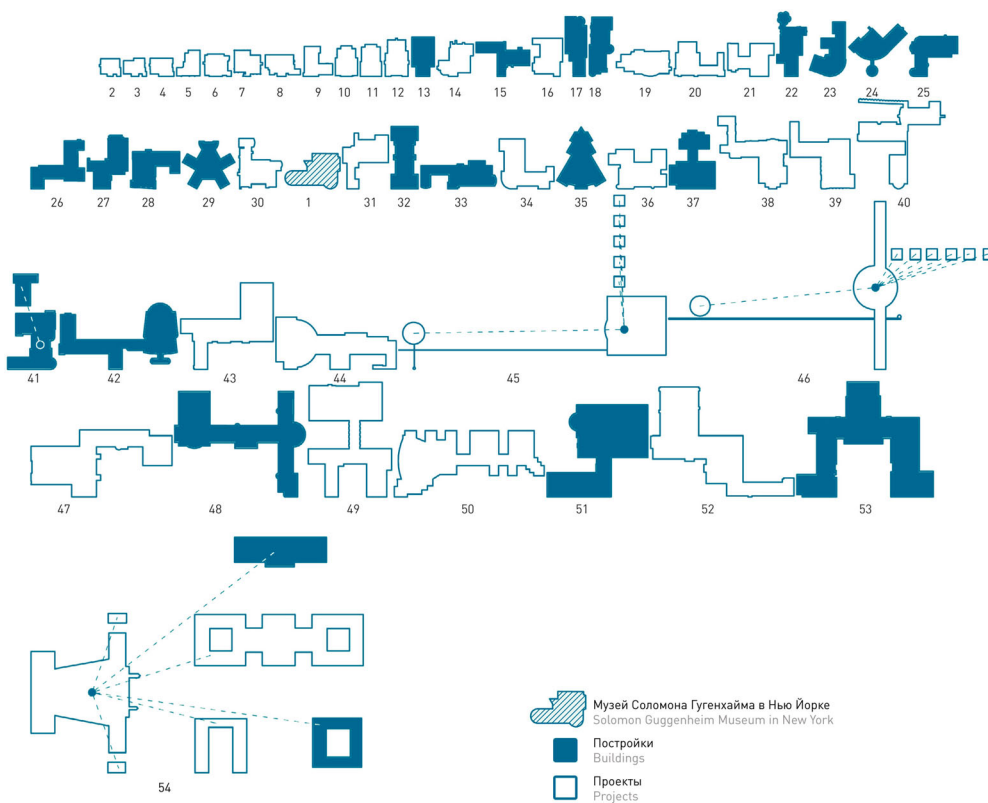 2 3 4 5 6 7 8 9 10 11 12 13 14 15 16 17 18 19 20 21 22 23 24 25
26 27 28 29 30 1 31 32 33 34 35 36 37 38 39 40
41 42 43 44 45 46
47 48 49 50 51 52 53
54
Музей Соломона Гугенхайма в Нью Йорке
Solomon Guggenheim Museum in New York
Постройки
Buildings
Проекты
Projects